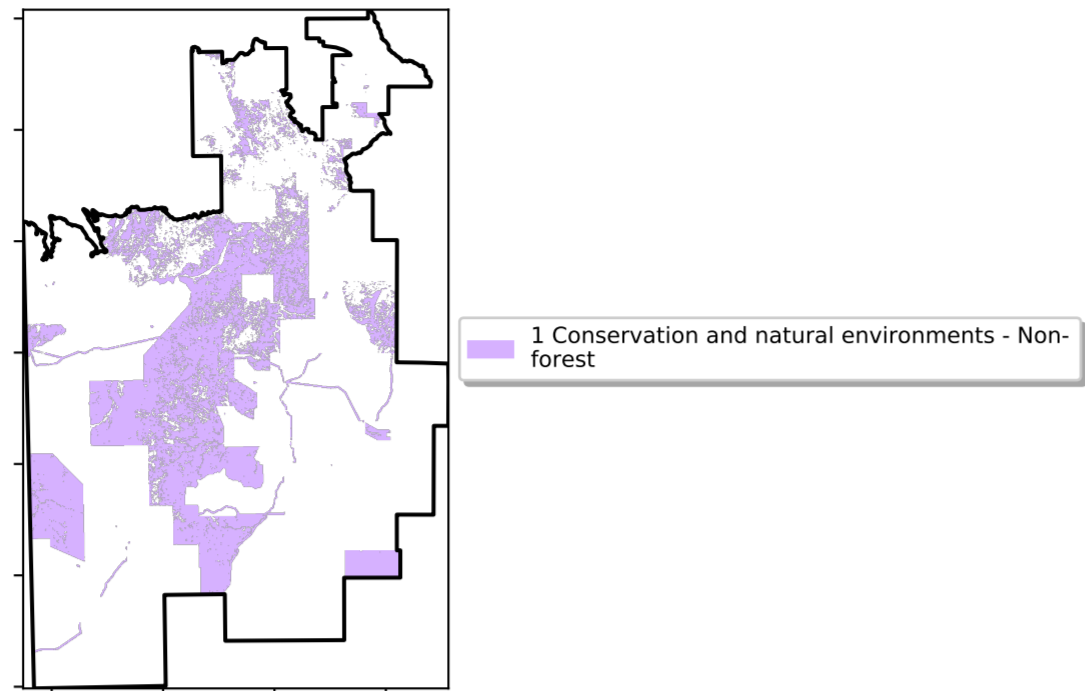 1 Conservation and natural environments - Non-
forest